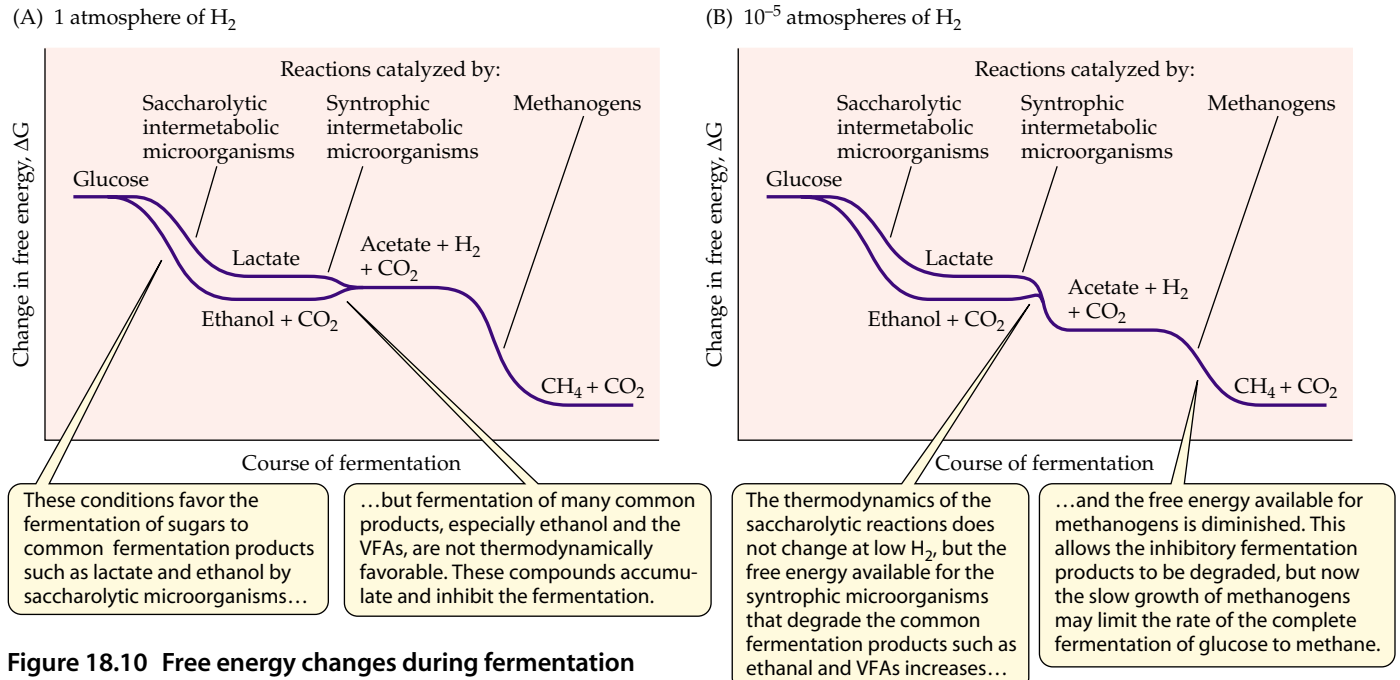 (A) 1 atmosphere of H2
Change in free energy, ΔG
Reactions catalyzed by:
Saccharolytic
intermetabolic
microorganisms
Syntrophic
intermetabolic
microorganisms
Methanogens
Glucose
Lactate
Ethanol + CO2
Acetate + H2
+ CO2
CH4 + CO2
Course of fermentation
These conditions favor the
fermentation of sugars to
common fermentation products
such as lactate and ethanol by
saccharolytic microorganisms…
…but fermentation of many common
products, especially ethanol and the
VFAs, are not thermodynamically
favorable. These compounds accumu-
late and inhibit the fermentation.
(B) 10–5 atmospheres of H2
Change in free energy, ΔG
Reactions catalyzed by:
Saccharolytic
intermetabolic
microorganisms
Syntrophic
intermetabolic
microorganisms
Methanogens
Glucose
Lactate
Ethanol + CO2
Acetate + H2
+ CO2
CH4 + CO2
Course of fermentation
The thermodynamics of the
saccharolytic reactions does
not change at low H2, but the
free energy available for the
syntrophic microorganisms
that degrade the common
fermentation products such as
ethanal and VFAs increases…
…and the free energy available for
methanogens is diminished. This
allows the inhibitory fermentation
products to be degraded, but now
the slow growth of methanogens
may limit the rate of the complete
fermentation of glucose to methane.
Figure 18.10 Free energy changes during fermentation